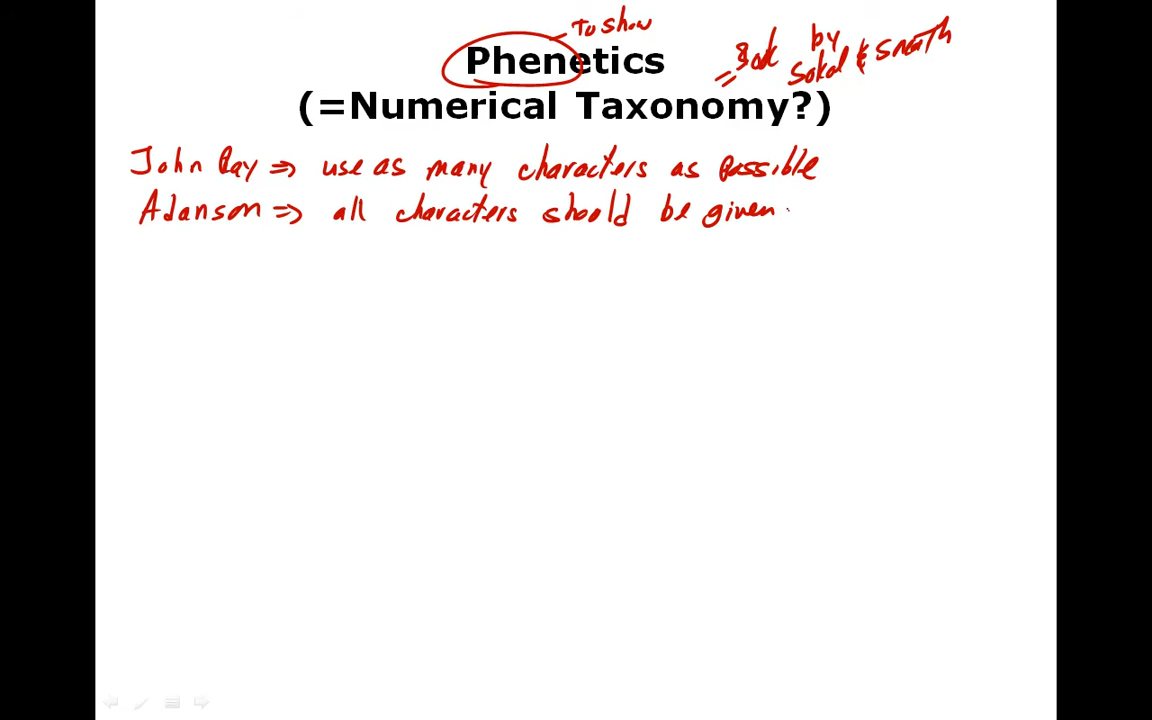 To show
Phenetics
= Book by
Sokal & Sneath
(=Numerical Taxonomy?)
John Ray ⇒ use as many characters as possible
Adanson ⇒ all characters should be given